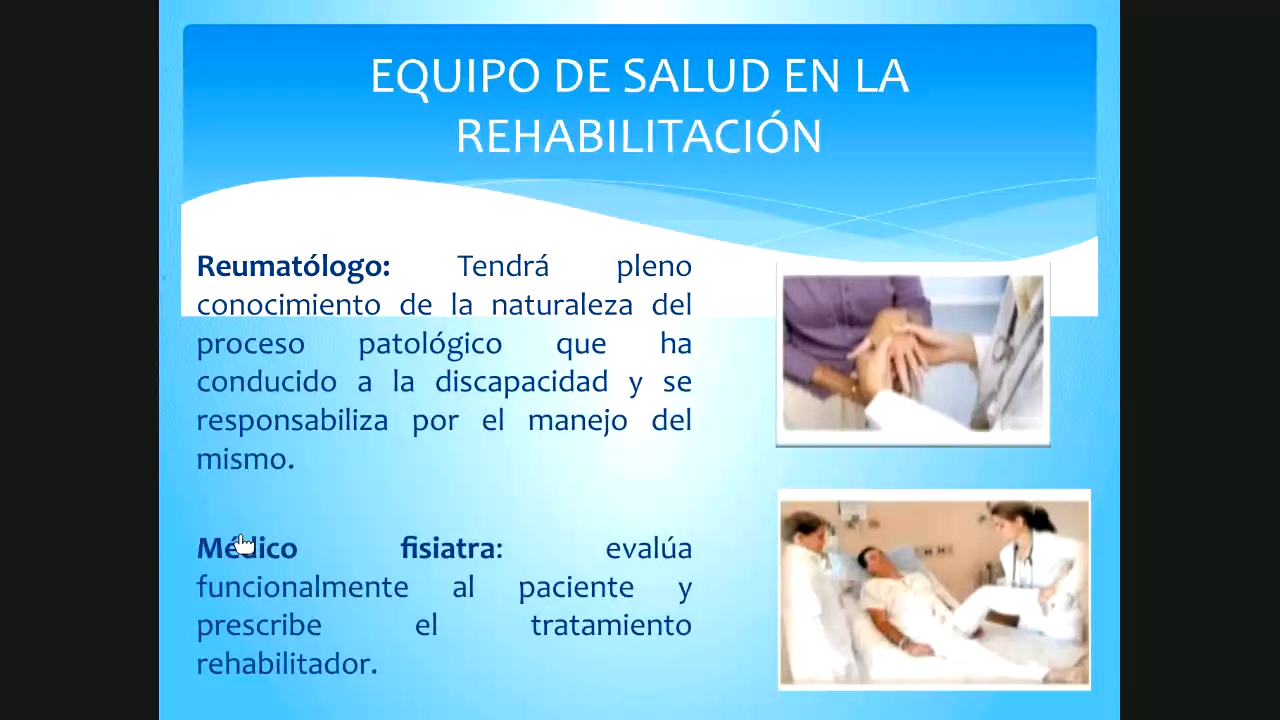 EQUIPO DE SALUD EN LA
REHABILITACIÓN
Reumatólogo: Tendrá pleno
conocimiento de la naturaleza del
proceso patológico que ha
conducido a la discapacidad y se
responsabiliza por el manejo del
mismo.
Médico fisiatra: evalúa
funcionalmente al paciente y
prescribe el tratamiento
rehabilitador.